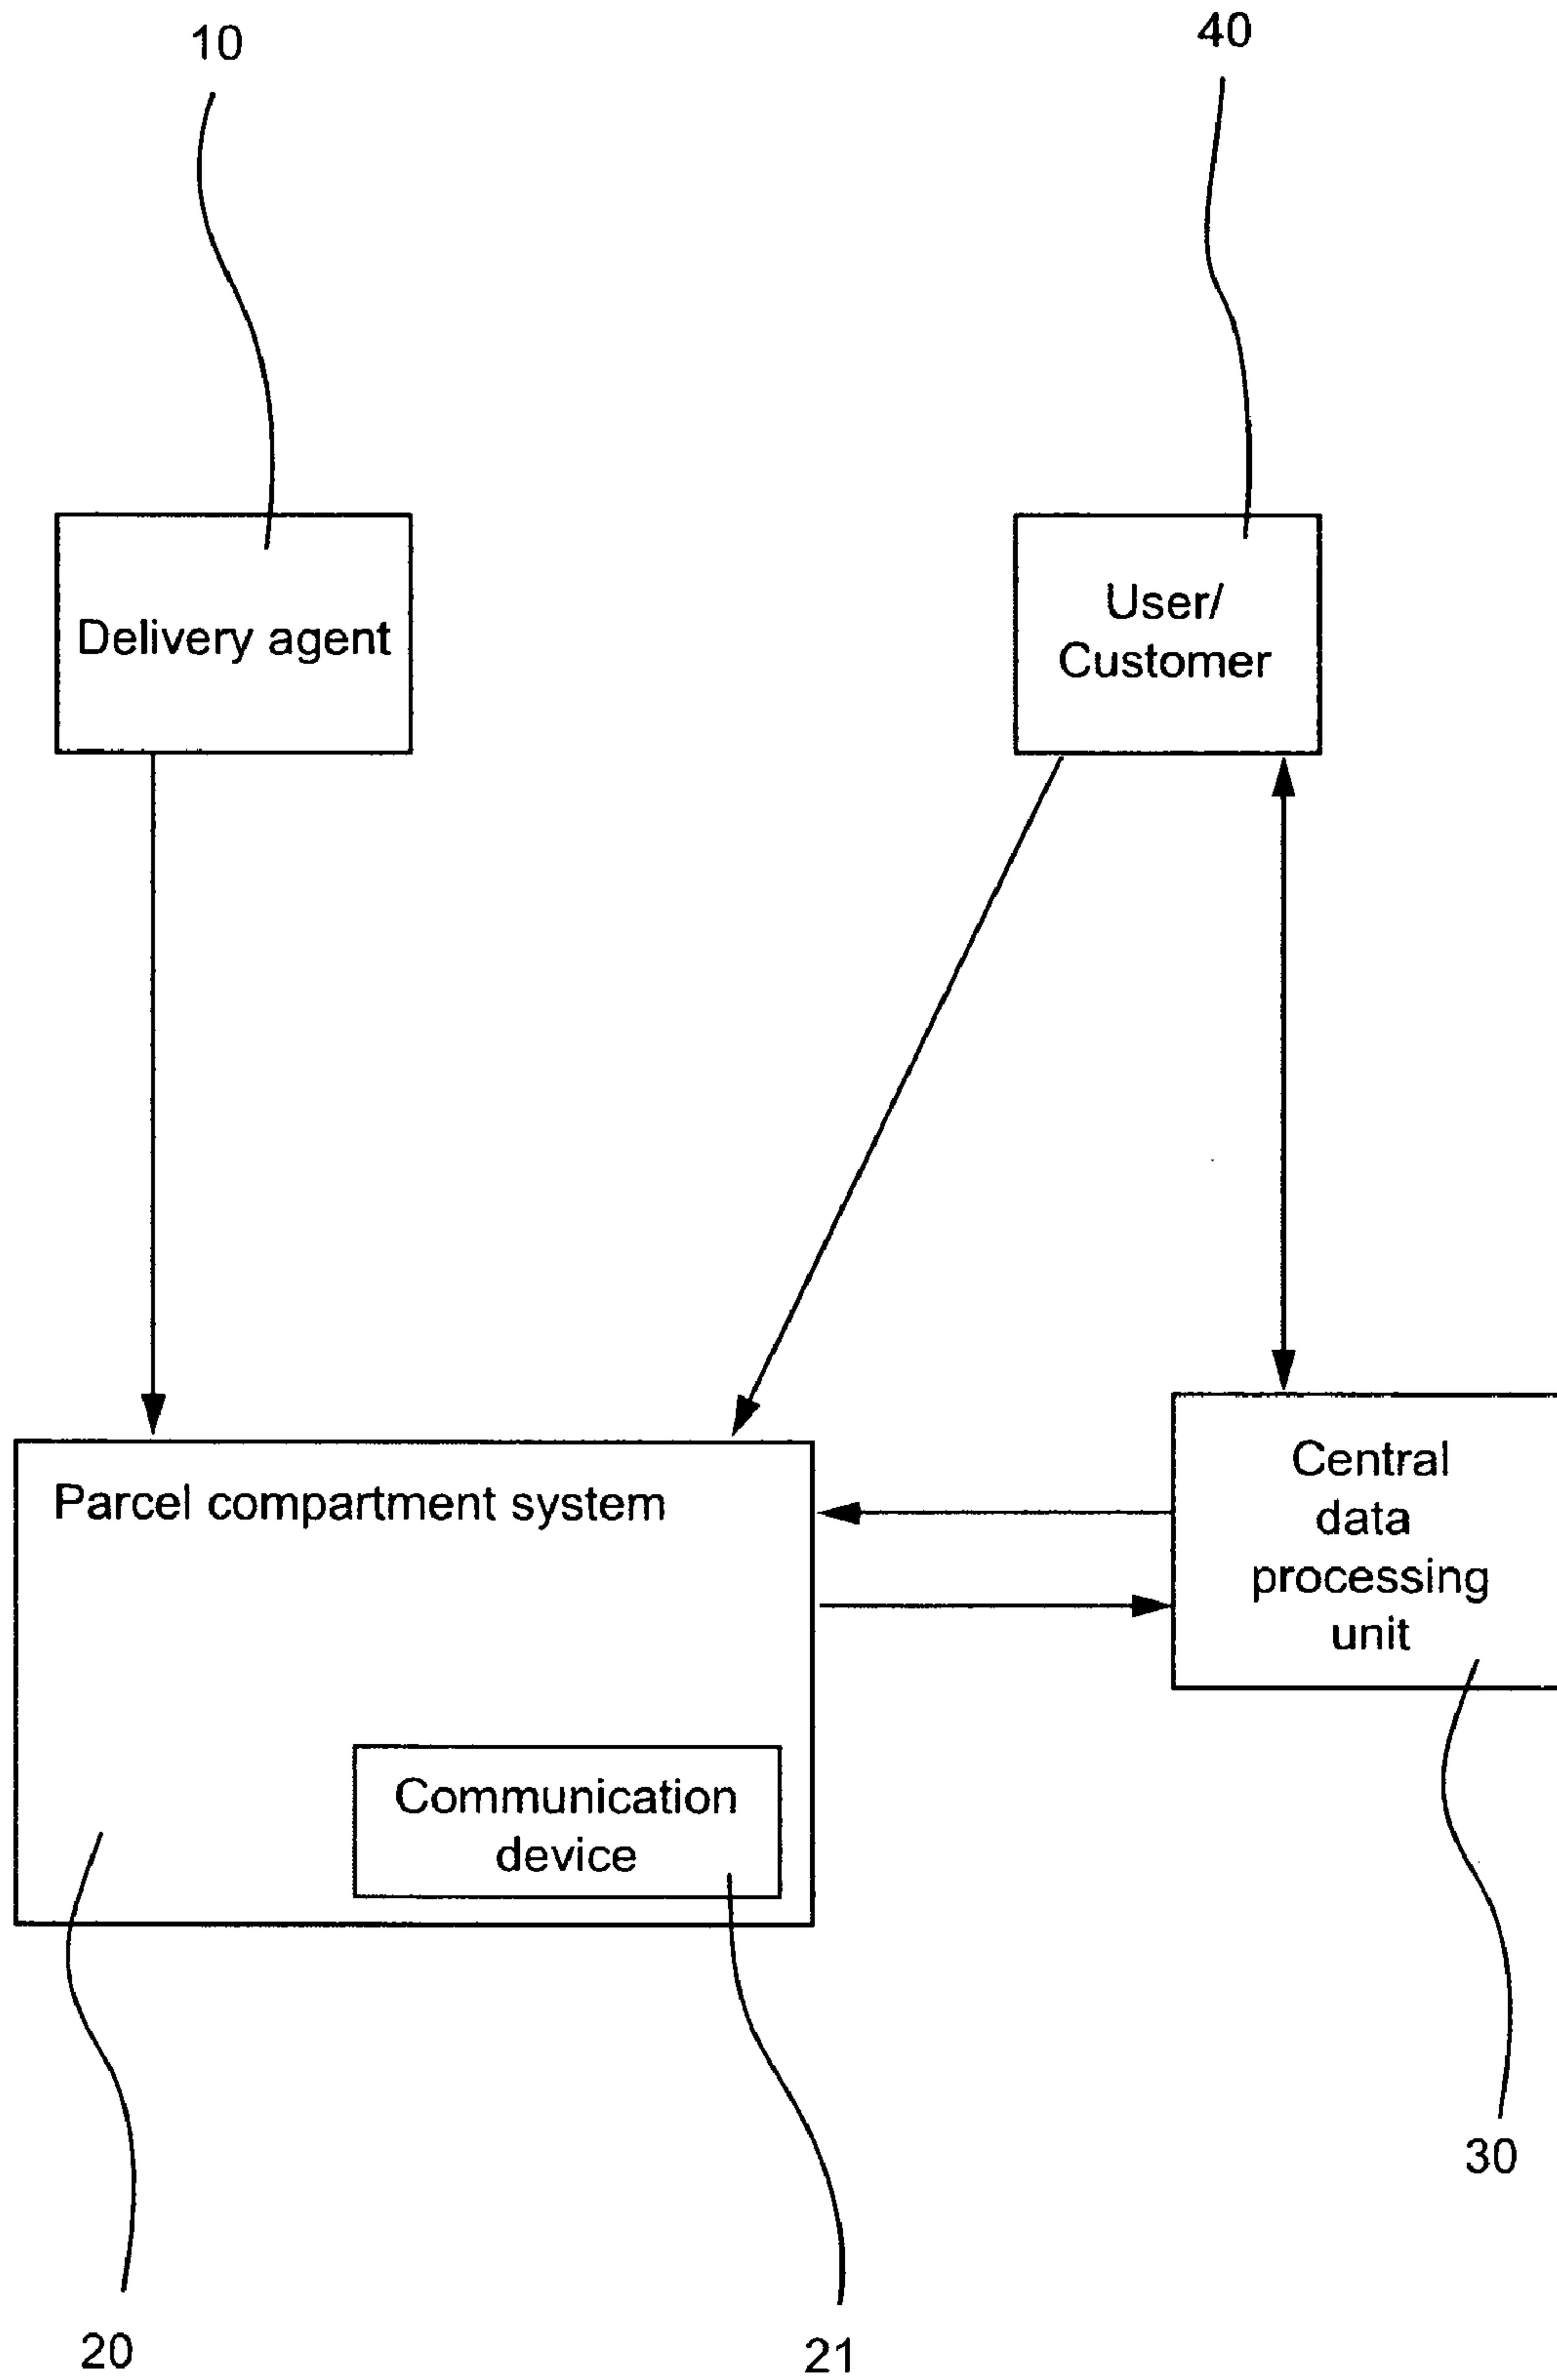 10
40
Delivery agent
User/
Customer
Parcel compartment system
Central
data
processing
unit
Communication
device
30
20
21